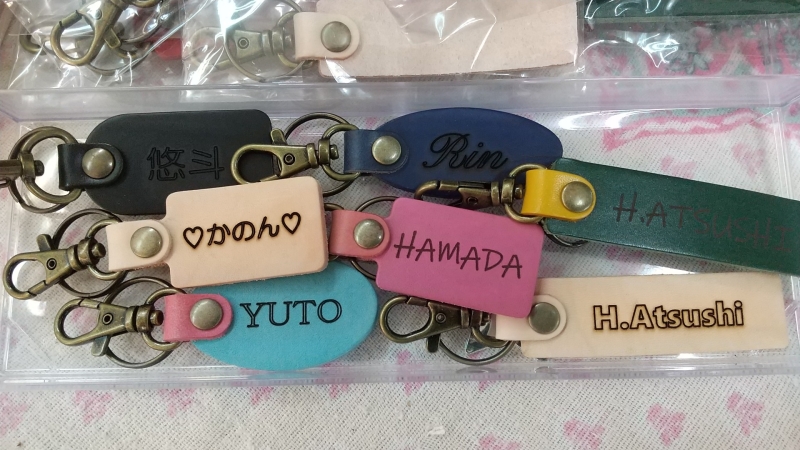 悠斗
Rin
H.ATSUSHI
♡かのん♡
HAMADA
YUTO
H.Atsushi